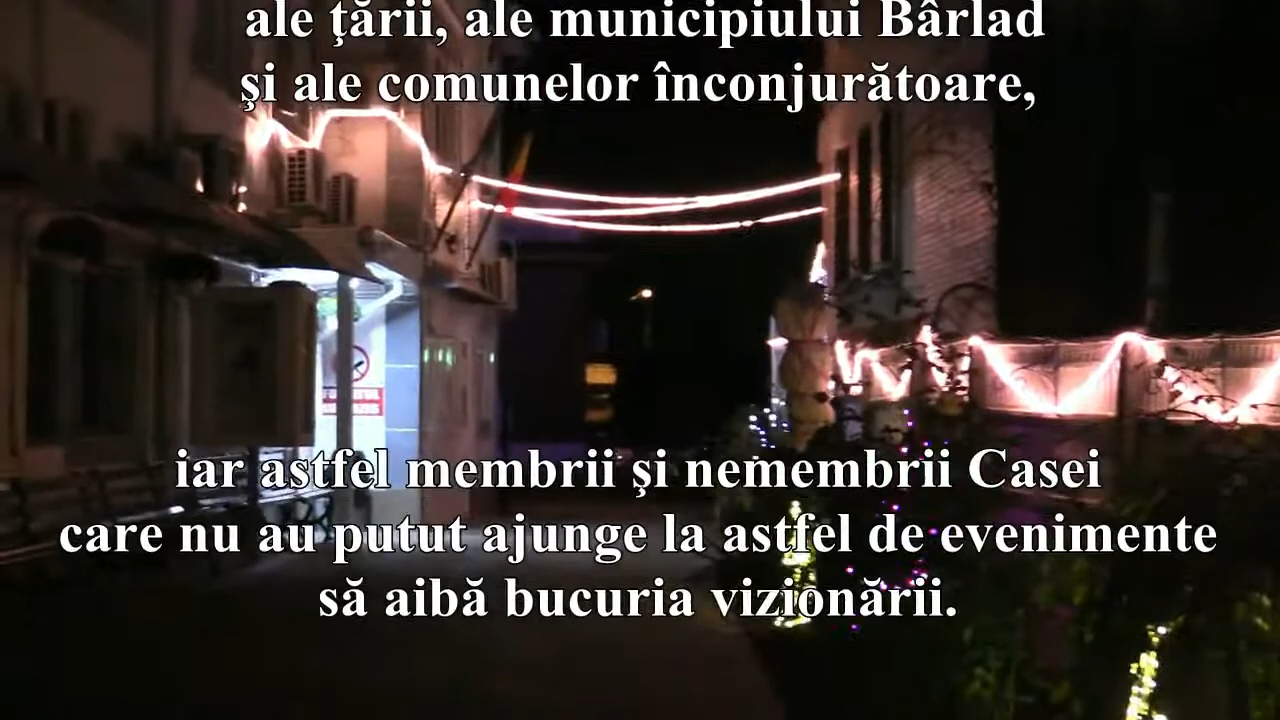 ale ţării, ale municipiului Bârlad
şi ale comunelor înconjurătoare,
iar astfel membrii şi nemembrii Casei
care nu au putut ajunge la astfel de evenimente
să aibă bucuria vizionării.